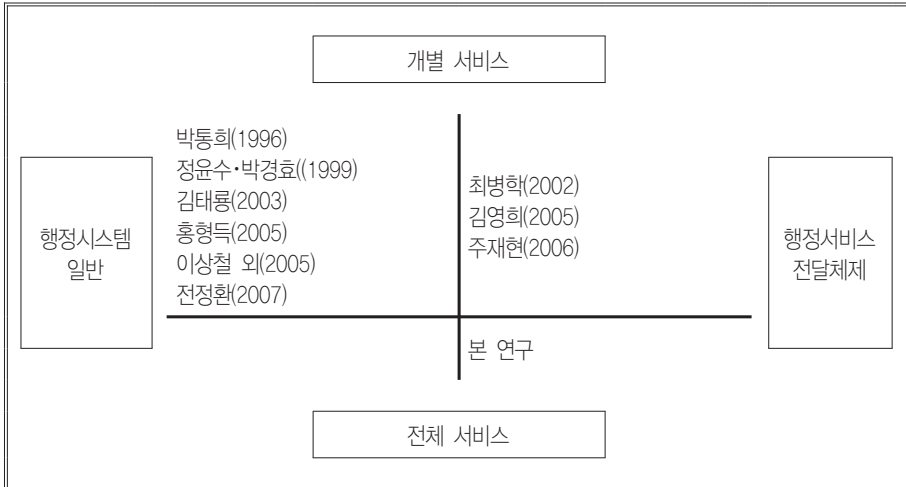 개별 서비스
박통희(1996)
정윤수·박경효((1999)
김태룡(2003)
홍형득(2005)
이상철 외(2005)
전정환(2007)
최병학(2002)
김영희(2005)
주재현(2006)
행정시스템
일반
행정서비스
전달체제
본 연구
전체 서비스